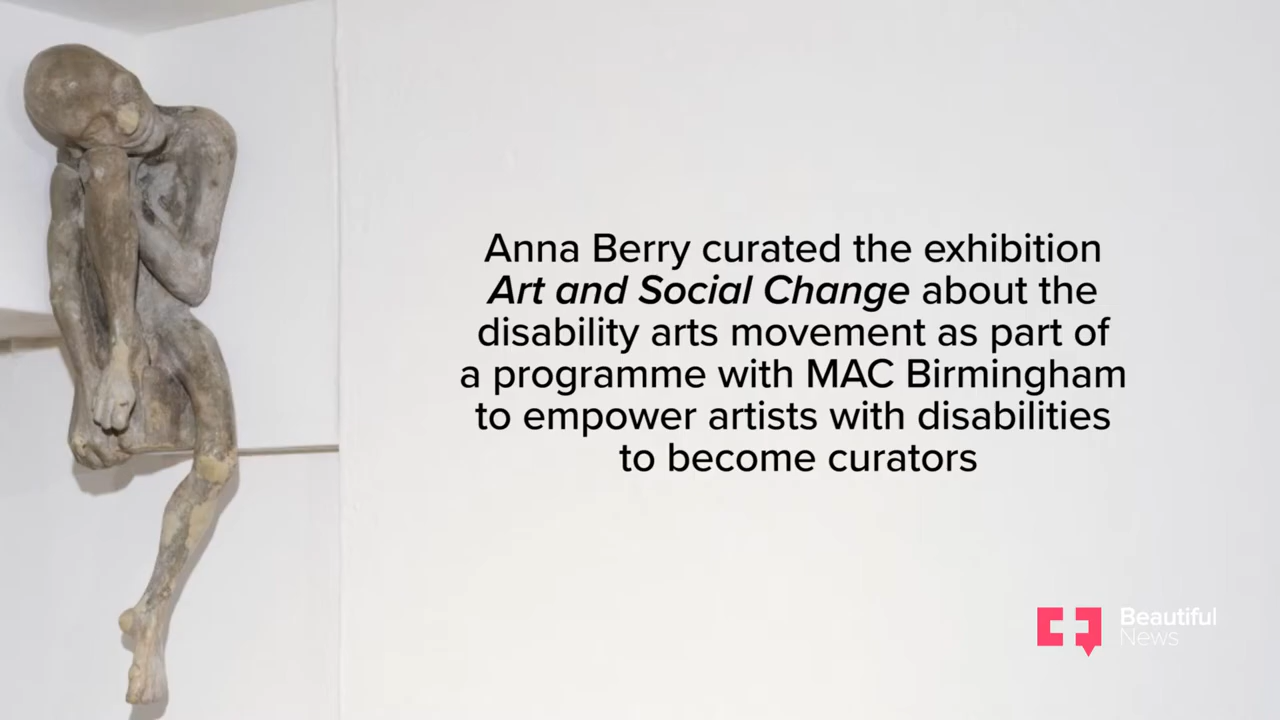 Anna Berry curated the exhibition
Art and Social Change about the
disability arts movement as part of
a programme with MAC Birmingham
to empower artists with disabilities
to become curators
Beautiful
News